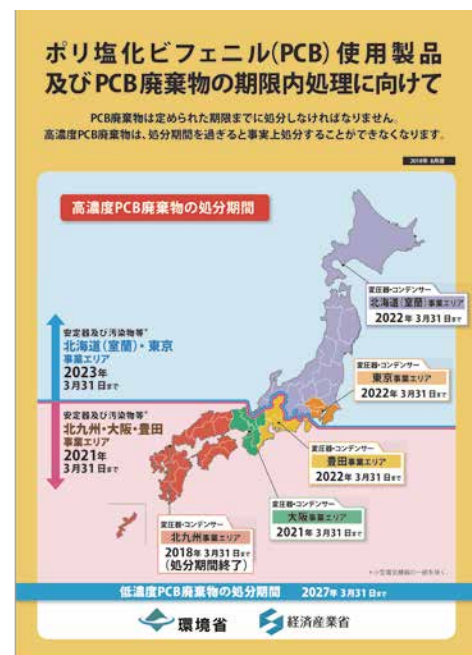 ポリ塩化ビフェニル(PCB)使用製品
及びPCB廃棄物の期限内処理に向けて
PCB廃棄物は定められた期限までに処分しなければなりません。
高濃度PCB廃棄物は、処分期間を過ぎると事実上処分することができなくなります。
高濃度PCB廃棄物の処分期間
変圧器・コンデンサー
北海道(室蘭)事業エリア
2022年 3月31日まで
安定器及び汚染物等*
北海道(室蘭)・東京
事業エリア
2023年
3月31日まで
変圧器・コンデンサー
東京事業エリア
2022年 3月31日まで
安定器及び汚染物等*
北九州・大阪・豊田
事業エリア
2021年
3月31日まで
変圧器・コンデンサー
豊田事業エリア
2022年 3月31日まで
変圧器・コンデンサー
大阪事業エリア
2021年 3月31日まで
変圧器・コンデンサー
北九州事業エリア
2018年 3月31日まで
(処分期間終了)
*小型電気機器の一部を除く。
低濃度PCB廃棄物の処分期間 2027年 3月31日まで
環境省 経済産業省